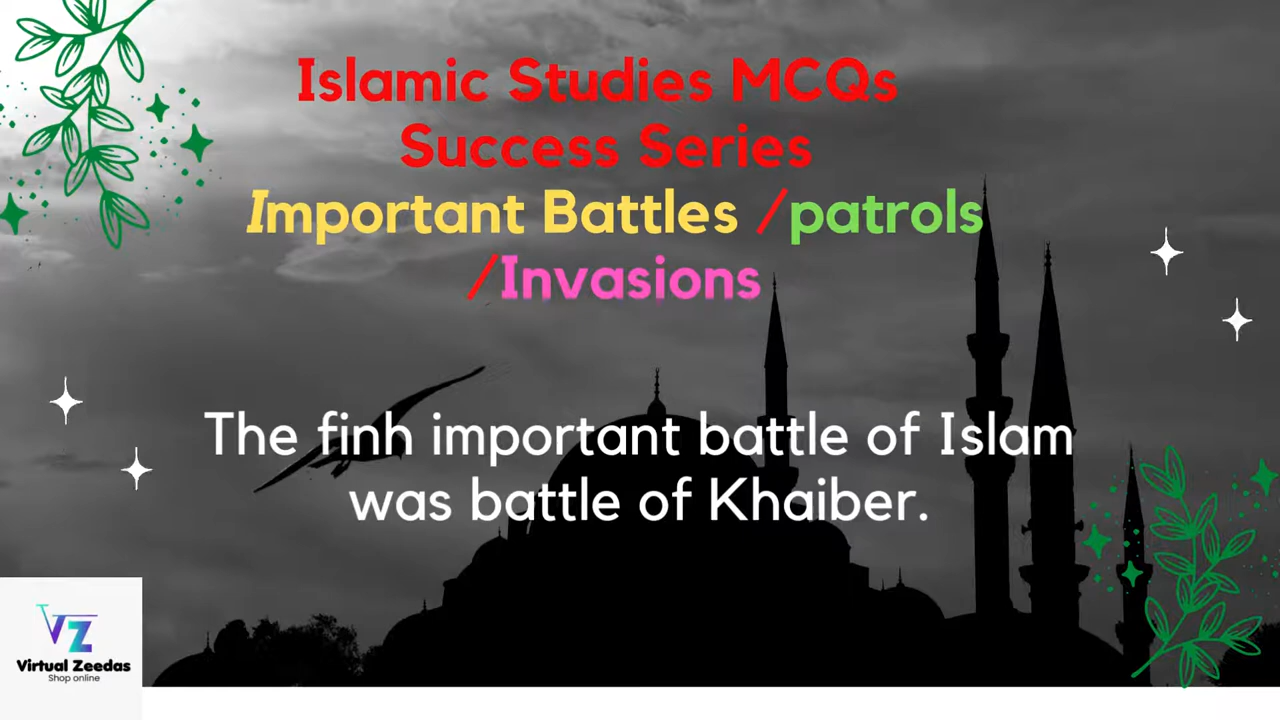 Islamic Studies MCQs
Success Series
Important Battles /patrols
/Invasions
The finh important battle of Islam
was battle of Khaiber.
VZ
Virtual Zeedas
Shop online